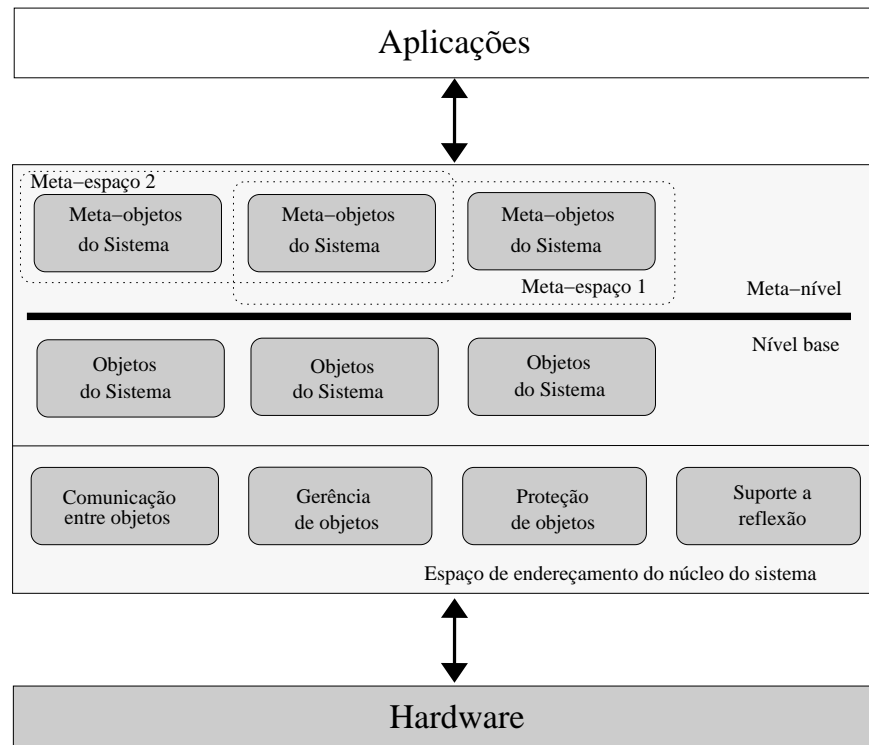 Aplicações
Meta−espaço 2
Meta−objetos
do Sistema
Meta−objetos
do Sistema
Meta−objetos
do Sistema
Meta−espaço 1
Meta−nível
Nível base
Objetos
do Sistema
Objetos
do Sistema
Objetos
do Sistema
Comunicação
entre objetos
Gerência
de objetos
Proteção
de objetos
Suporte a
reflexão
Espaço de endereçamento do núcleo do sistema
Hardware